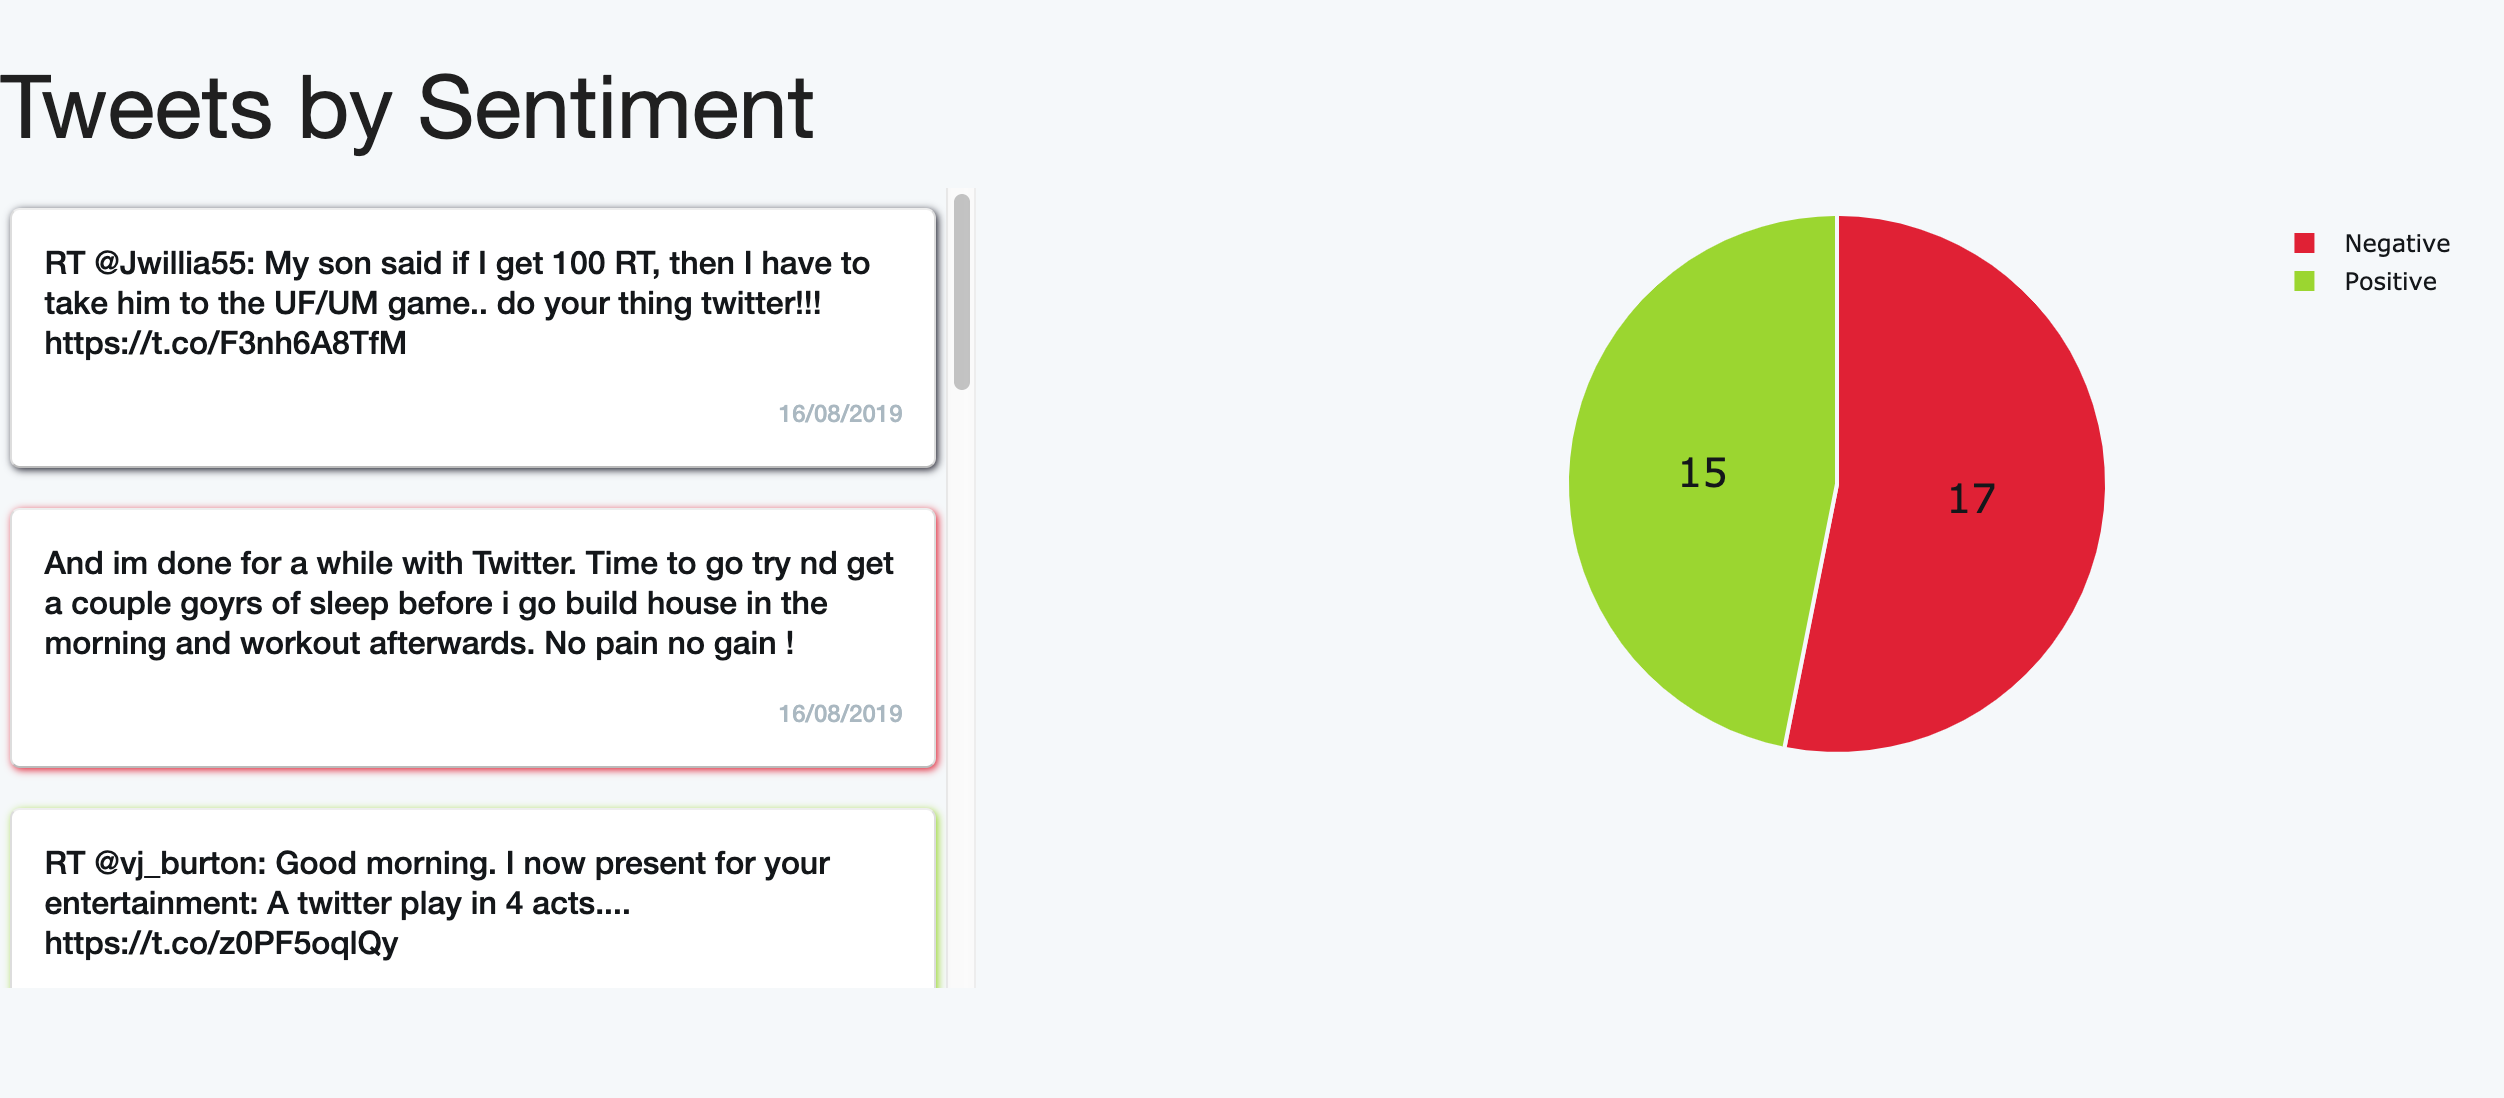 Tweets by Sentiment
RT @Jwillia55: My son said if I get 100 RT, then I have to
take him to the UF/UM game.. do your thing twitter!!!
https://t.co/F3nh6A8TfM
16/08/2019
And im done for a while with Twitter. Time to go try nd get
a couple goyrs of sleep before i go build house in the
morning and workout afterwards. No pain no gain !
16/08/2019
RT @vj_burton: Good morning. I now present for your
entertainment: A twitter play in 4 acts....
https://t.co/z0PF5oqlQy
15
17
Negative
Positive